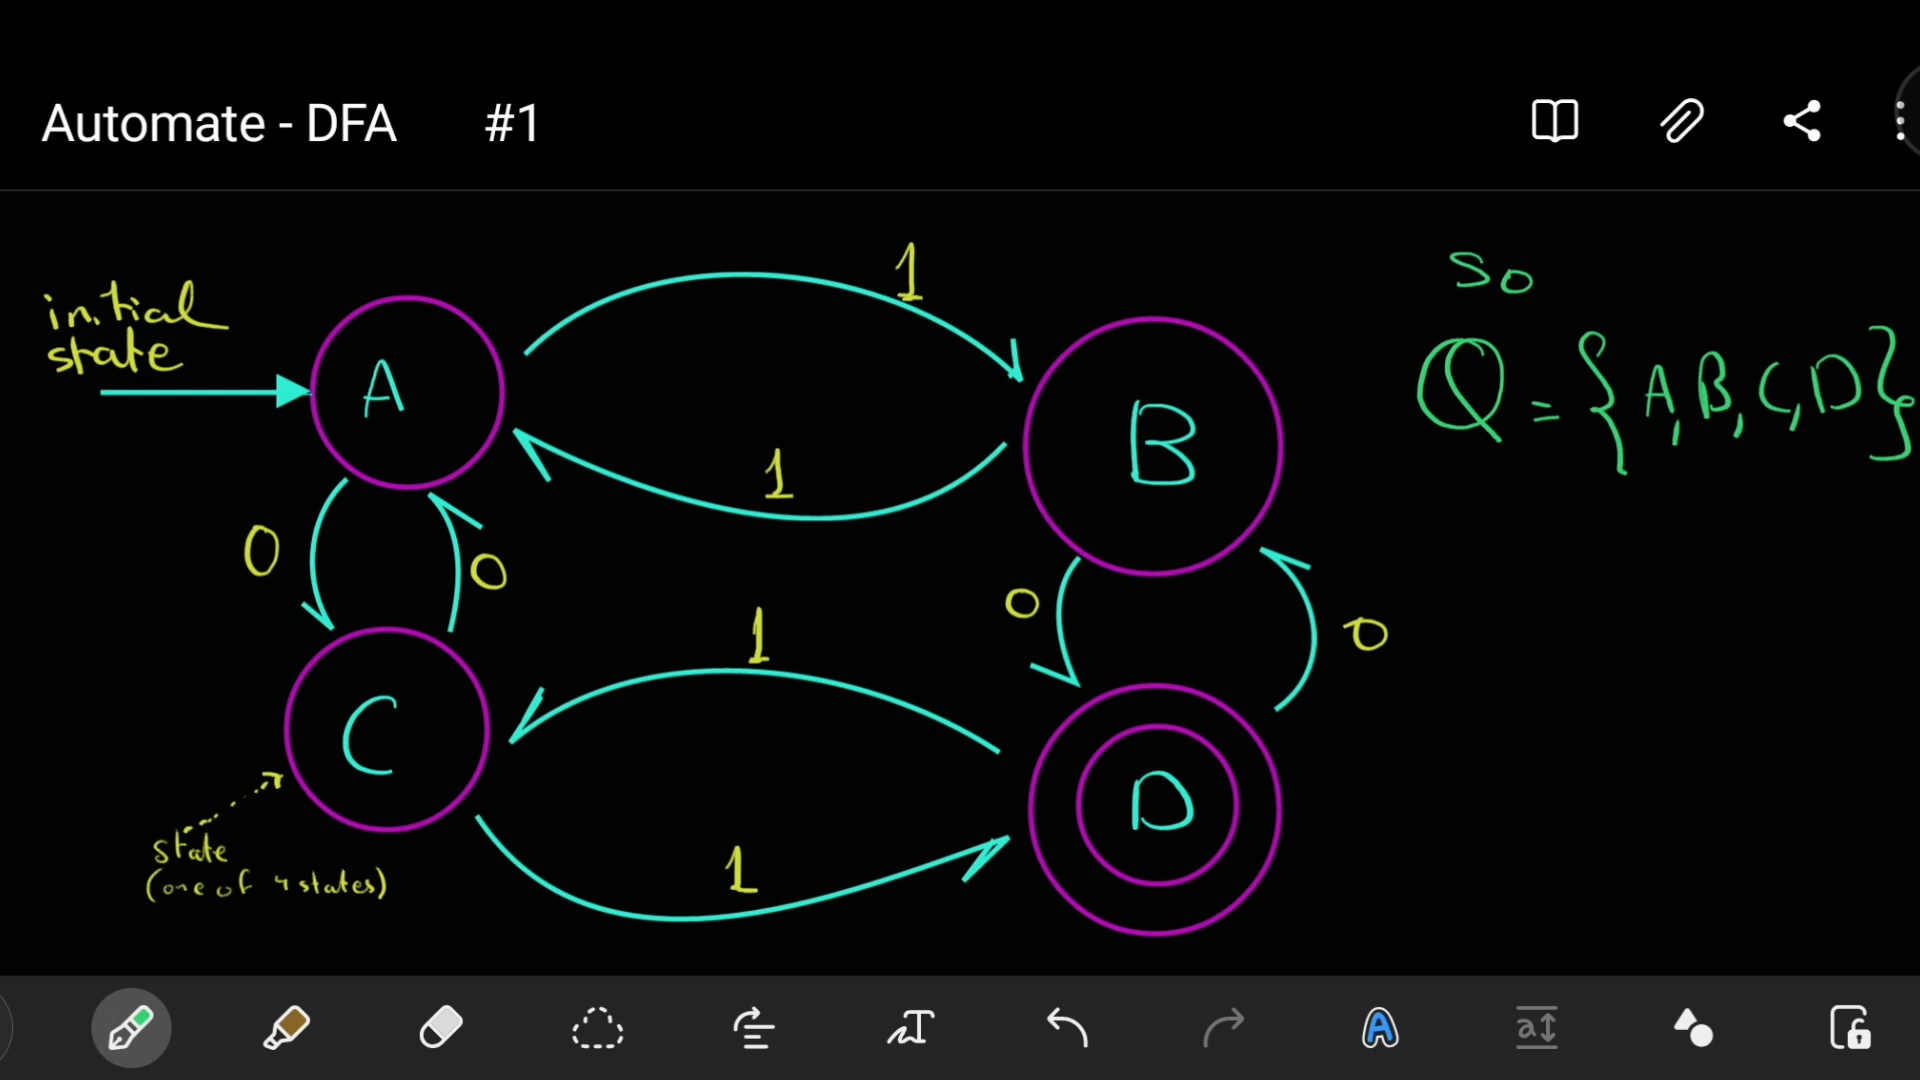 Automate - DFA #1
initial
state
A
1
B
1
0
0
C
1
1
0
0
D
state
(one of 4 states)
so
Q = {A, B, C, D}